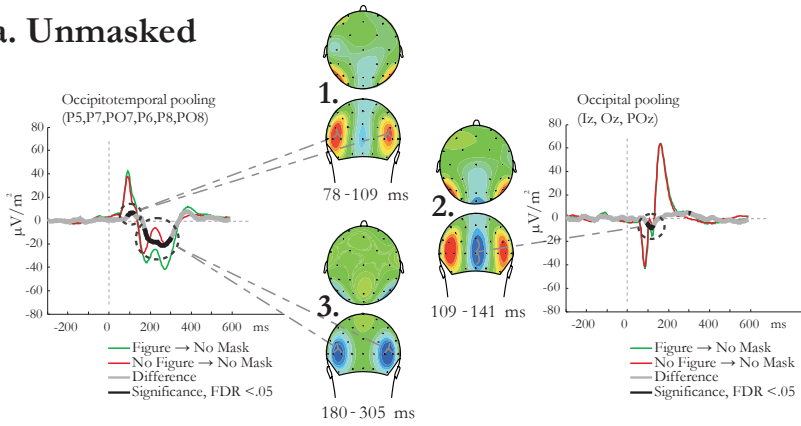 a. Unmasked
Occipitotemporal pooling
(P5,P7,PO7,P6,P8,PO8)
80
60
40
20
0
-20
-40
-60
-80
μV/m²
-200
0
200
400
600
ms
Figure → No Mask
No Figure → No Mask
Difference
Significance, FDR <.05
1.
78-109 ms
3.
180-305 ms
2.
109-141 ms
Occipital pooling
(Iz, Oz, POz)
80
60
40
20
0
-20
-40
-60
-80
μV/m²
-200
0
200
400
600
ms
Figure → No Mask
No Figure → No Mask
Difference
Significance, FDR <.05